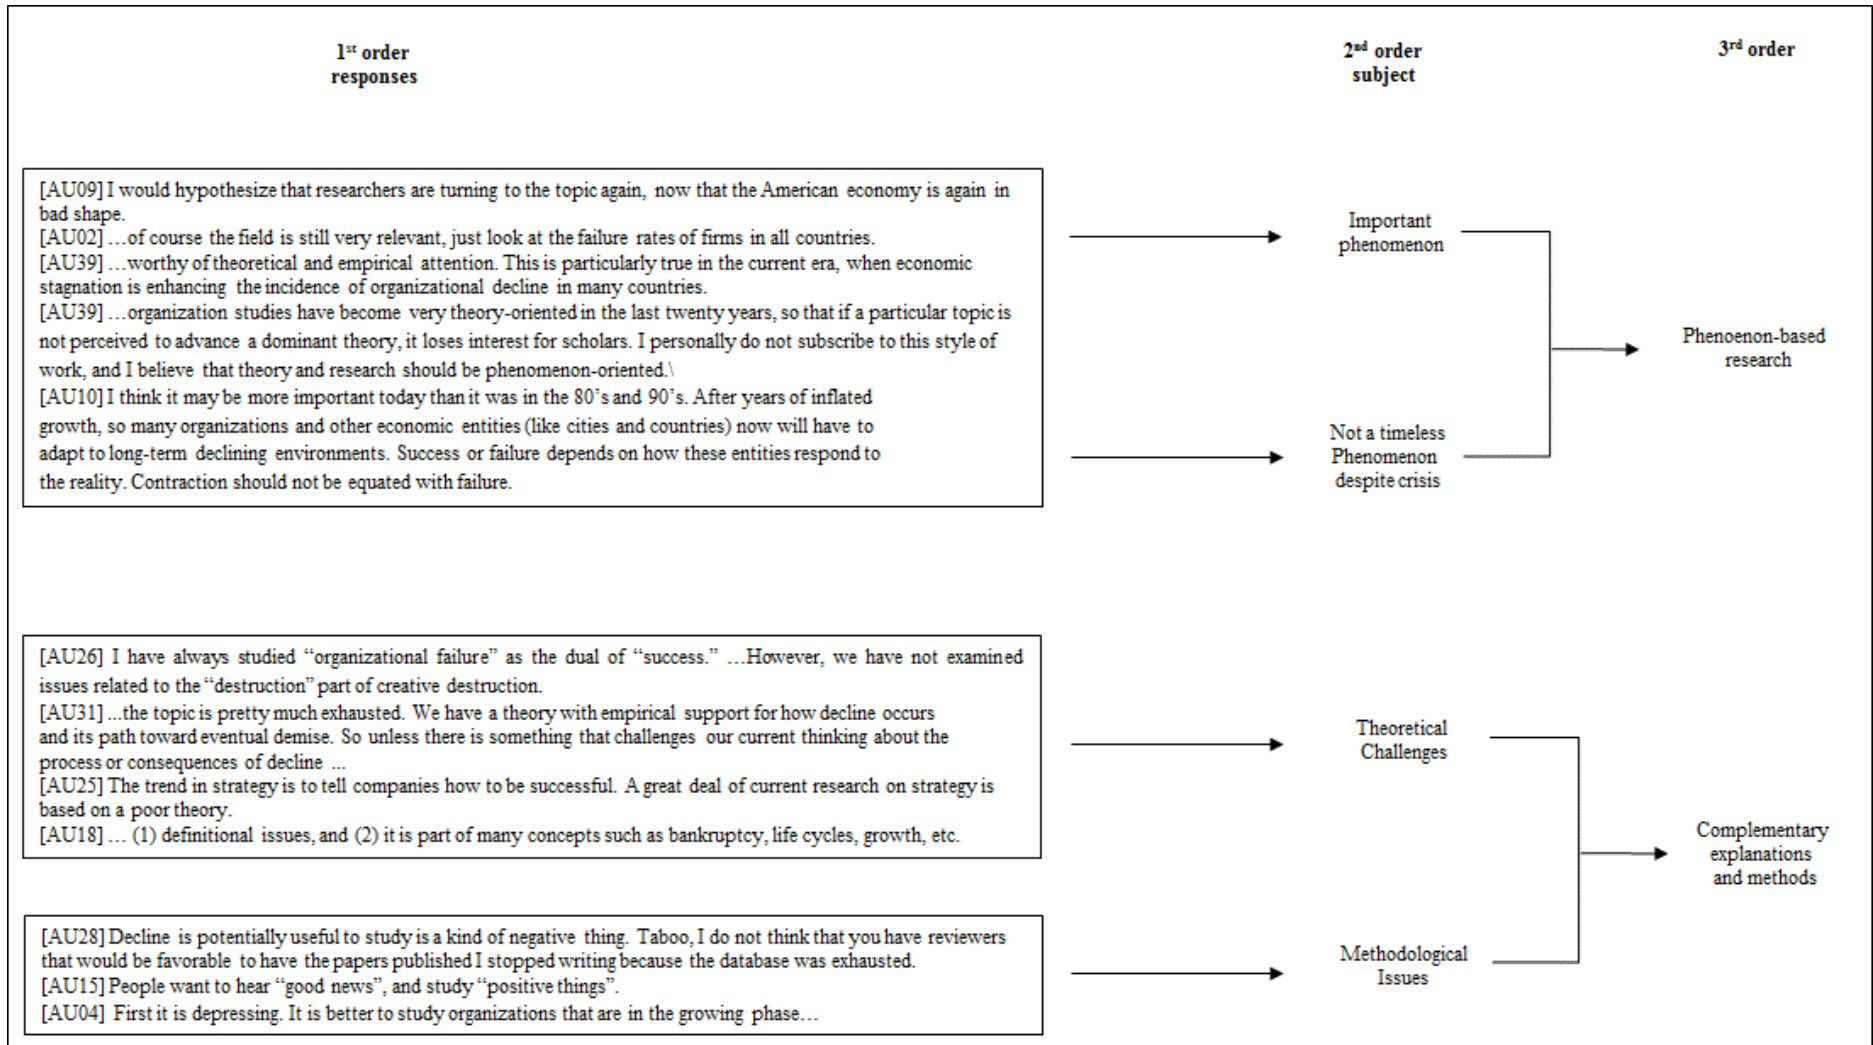 1st order
responses
2nd order
subject
3rd order
[AU09] I would hypothesize that researchers are turning to the topic again, now that the American economy is again in
bad shape.
[AU02] …of course the field is still very relevant, just look at the failure rates of firms in all countries.
[AU39] …worthy of theoretical and empirical attention. This is particularly true in the current era, when economic
stagnation is enhancing the incidence of organizational decline in many countries.
[AU39] …organization studies have become very theory-oriented in the last twenty years, so that if a particular topic is
not perceived to advance a dominant theory, it loses interest for scholars. I personally do not subscribe to this style of
work, and I believe that theory and research should be phenomenon-oriented.\
[AU10] I think it may be more important today than it was in the 80’s and 90’s. After years of inflated
growth, so many organizations and other economic entities (like cities and countries) now will have to
adapt to long-term declining environments. Success or failure depends on how these entities respond to
the reality. Contraction should not be equated with failure.
Important
phenomenon
Not a timeless
Phenomenon
despite crisis
Phenoenon-based
research
[AU26] I have always studied “organizational failure” as the dual of “success.” …However, we have not examined
issues related to the “destruction” part of creative destruction.
[AU31] ...the topic is pretty much exhausted. We have a theory with empirical support for how decline occurs
and its path toward eventual demise. So unless there is something that challenges our current thinking about the
process or consequences of decline ...
[AU25] The trend in strategy is to tell companies how to be successful. A great deal of current research on strategy is
based on a poor theory.
[AU18] … (1) definitional issues, and (2) it is part of many concepts such as bankruptcy, life cycles, growth, etc.
Theoretical
Challenges
[AU28] Decline is potentially useful to study is a kind of negative thing. Taboo, I do not think that you have reviewers
that would be favorable to have the papers published I stopped writing because the database was exhausted.
[AU15] People want to hear “good news”, and study “positive things”.
[AU04] First it is depressing. It is better to study organizations that are in the growing phase…
Methodological
Issues
Complementary
explanations
and methods